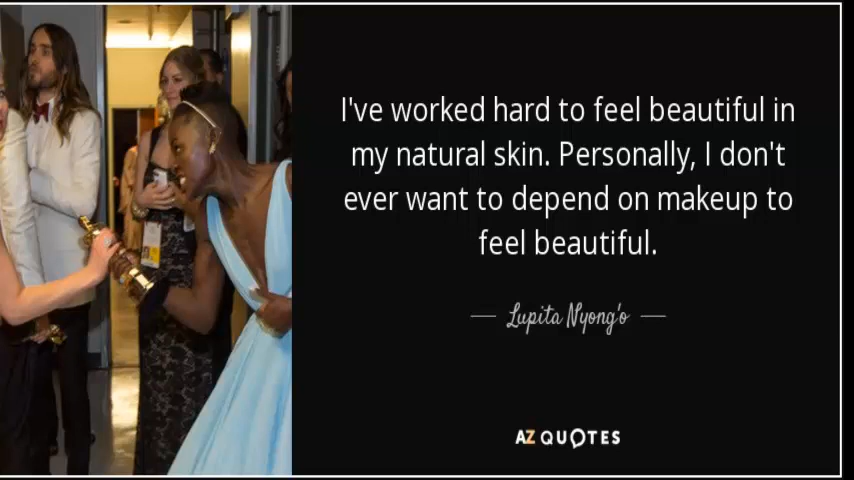 I've worked hard to feel beautiful in
my natural skin. Personally, I don't
ever want to depend on makeup to
feel beautiful.
— Lupita Nyong'o —
AZ QUOTES